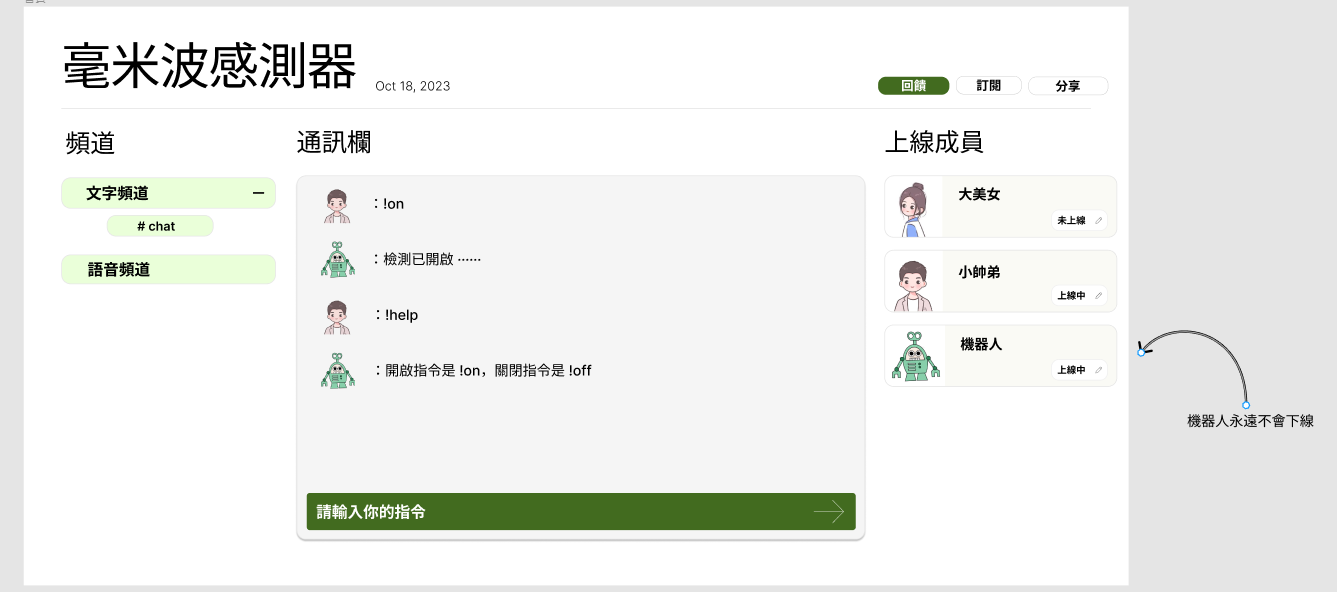 毫米波感測器
Oct 18, 2023
回饋
訂閱
分享
頻道
文字頻道
# chat
語音頻道
通訊欄
：!on
：檢測已開啟 ······
：!help
：開啟指令是 !on，關閉指令是 !off
請輸入你的指令
上線成員
大美女
未上線
小帥弟
上線中
機器人
上線中
機器人永遠不會下線